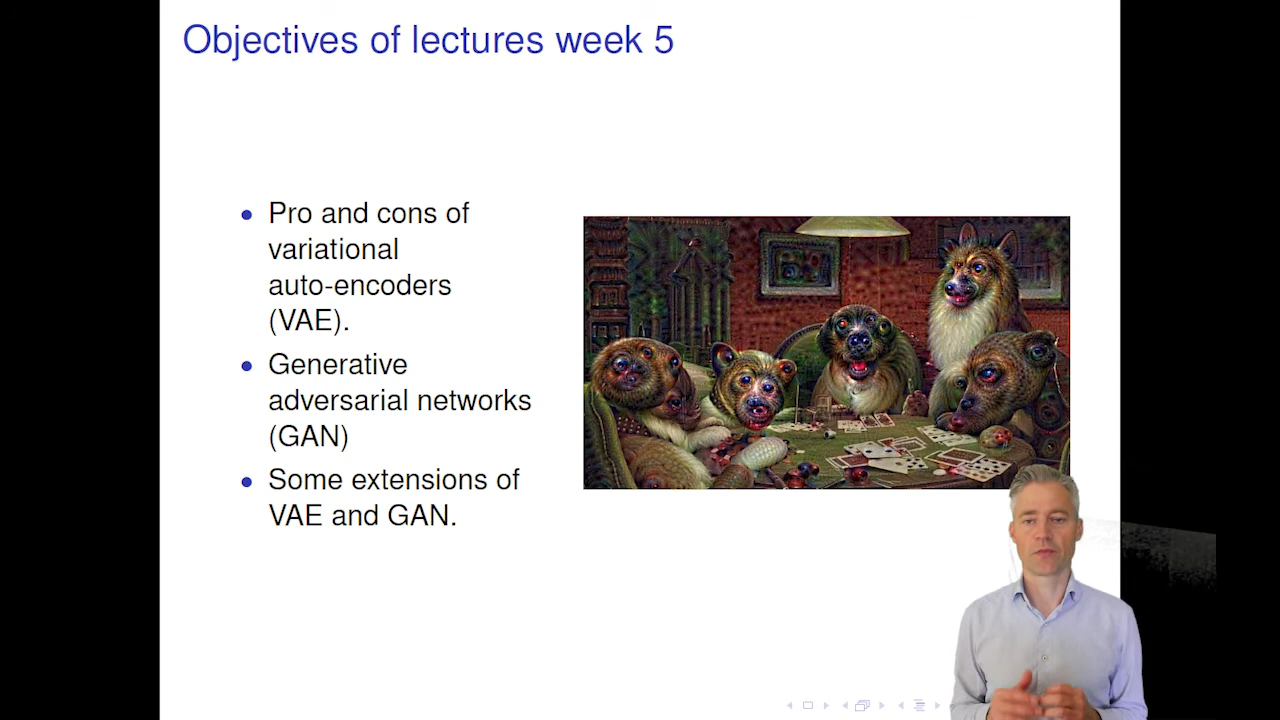 Objectives of lectures week 5
• Pro and cons of
variational
auto-encoders
(VAE).
• Generative
adversarial networks
(GAN)
• Some extensions of
VAE and GAN.